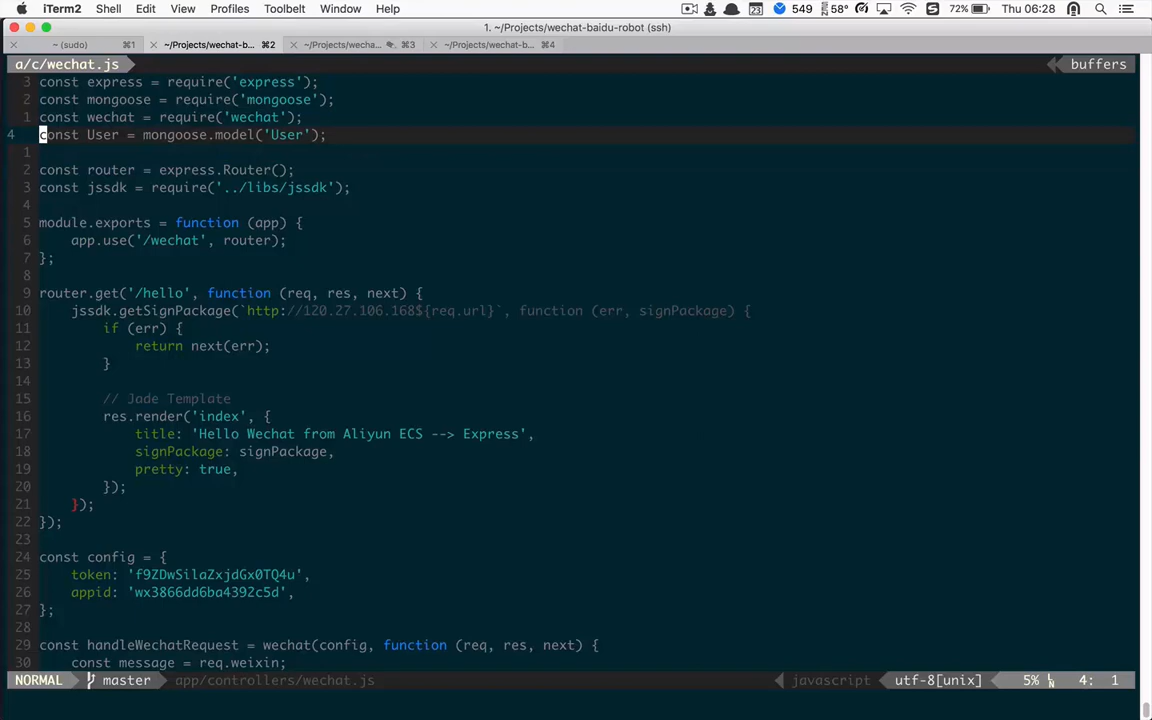 iTerm2 Shell Edit View Profiles Toolbelt Window Help 23 549 58° 72% Thu 06:28
1. ~/Projects/wechat-baidu-robot (ssh)
× ~ (sudo) ⌘1 × ~/Projects/wechat-b... ⌘2 × ~/Projects/wecha... ⌘3 × ~/Projects/wechat-b... ⌘4
a/c/wechat.js buffers
3 const express = require('express');
2 const mongoose = require('mongoose');
1 const wechat = require('wechat');
4 const User = mongoose.model('User');
1
2 const router = express.Router();
3 const jssdk = require('../libs/jssdk');
4
5 module.exports = function (app) {
6 app.use('/wechat', router);
7 };
8
9 router.get('/hello', function (req, res, next) {
10 jssdk.getSignPackage(`http://120.27.106.168${req.url}`, function (err, signPackage) {
11 if (err) {
12 return next(err);
13 }
14
15 // Jade Template
16 res.render('index', {
17 title: 'Hello Wechat from Aliyun ECS --> Express',
18 signPackage: signPackage,
19 pretty: true,
20 });
21 });
22 });
23
24 const config = {
25 token: 'f9ZDwSilaZxjdGx0TQ4u',
26 appid: 'wx3866dd6ba4392c5d',
27 };
28
29 const handleWechatRequest = wechat(config, function (req, res, next) {
30 const message = req.weixin;
NORMAL master app/controllers/wechat.js javascript utf-8[unix] 5% 4: 1